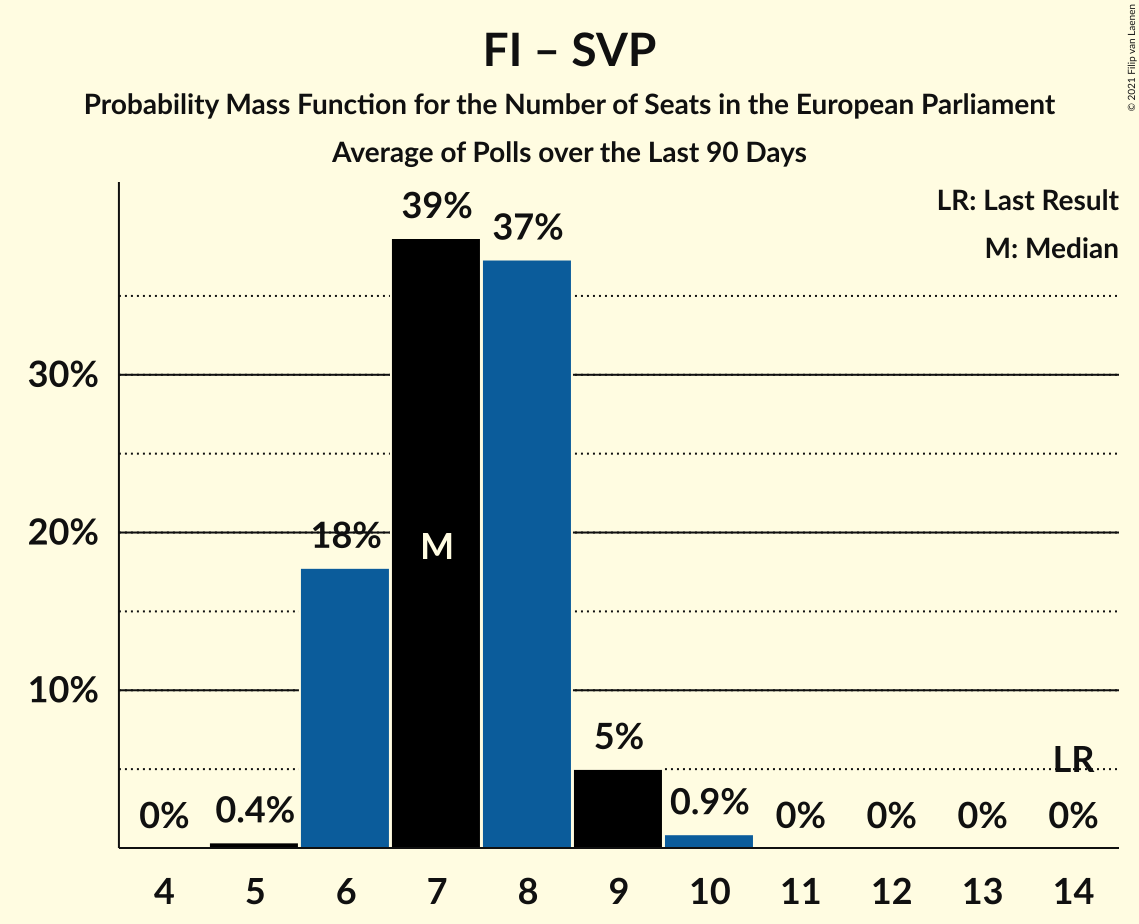 FI – SVP
Probability Mass Function for the Number of Seats in the European Parliament
Average of Polls over the Last 90 Days
© 2021 Filip van Laenen
LR: Last Result
M: Median
39%
37%
30%
20%
18%
M
10%
5%
LR
0%
0.4%
0.9%
0%
0%
0%
0%
4 5 6 7 8 9 10 11 12 13 14